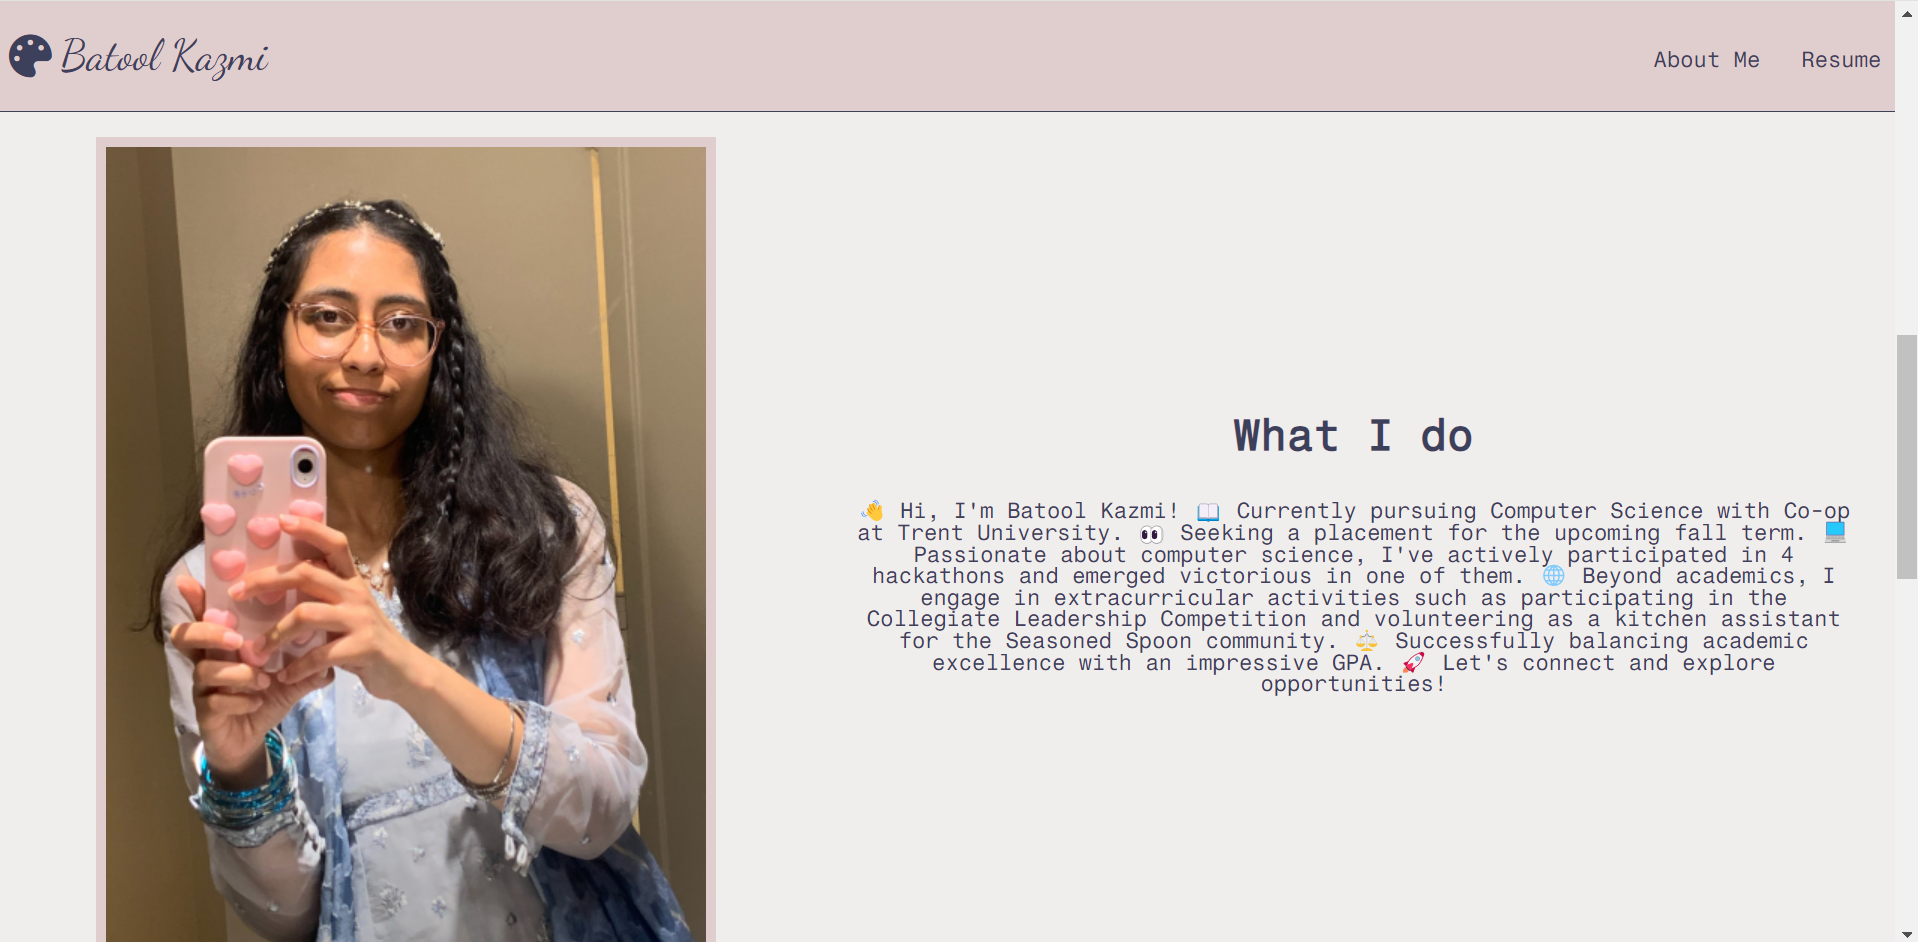 Batool Kazmi
About Me Resume
What I do
👋 Hi, I'm Batool Kazmi! 📖 Currently pursuing Computer Science with Co-op
at Trent University. 👀 Seeking a placement for the upcoming fall term. 💻
Passionate about computer science, I've actively participated in 4
hackathons and emerged victorious in one of them. 🌐 Beyond academics, I
engage in extracurricular activities such as participating in the
Collegiate Leadership Competition and volunteering as a kitchen assistant
for the Seasoned Spoon community. ⚖️ Successfully balancing academic
excellence with an impressive GPA. 🚀 Let's connect and explore
opportunities!